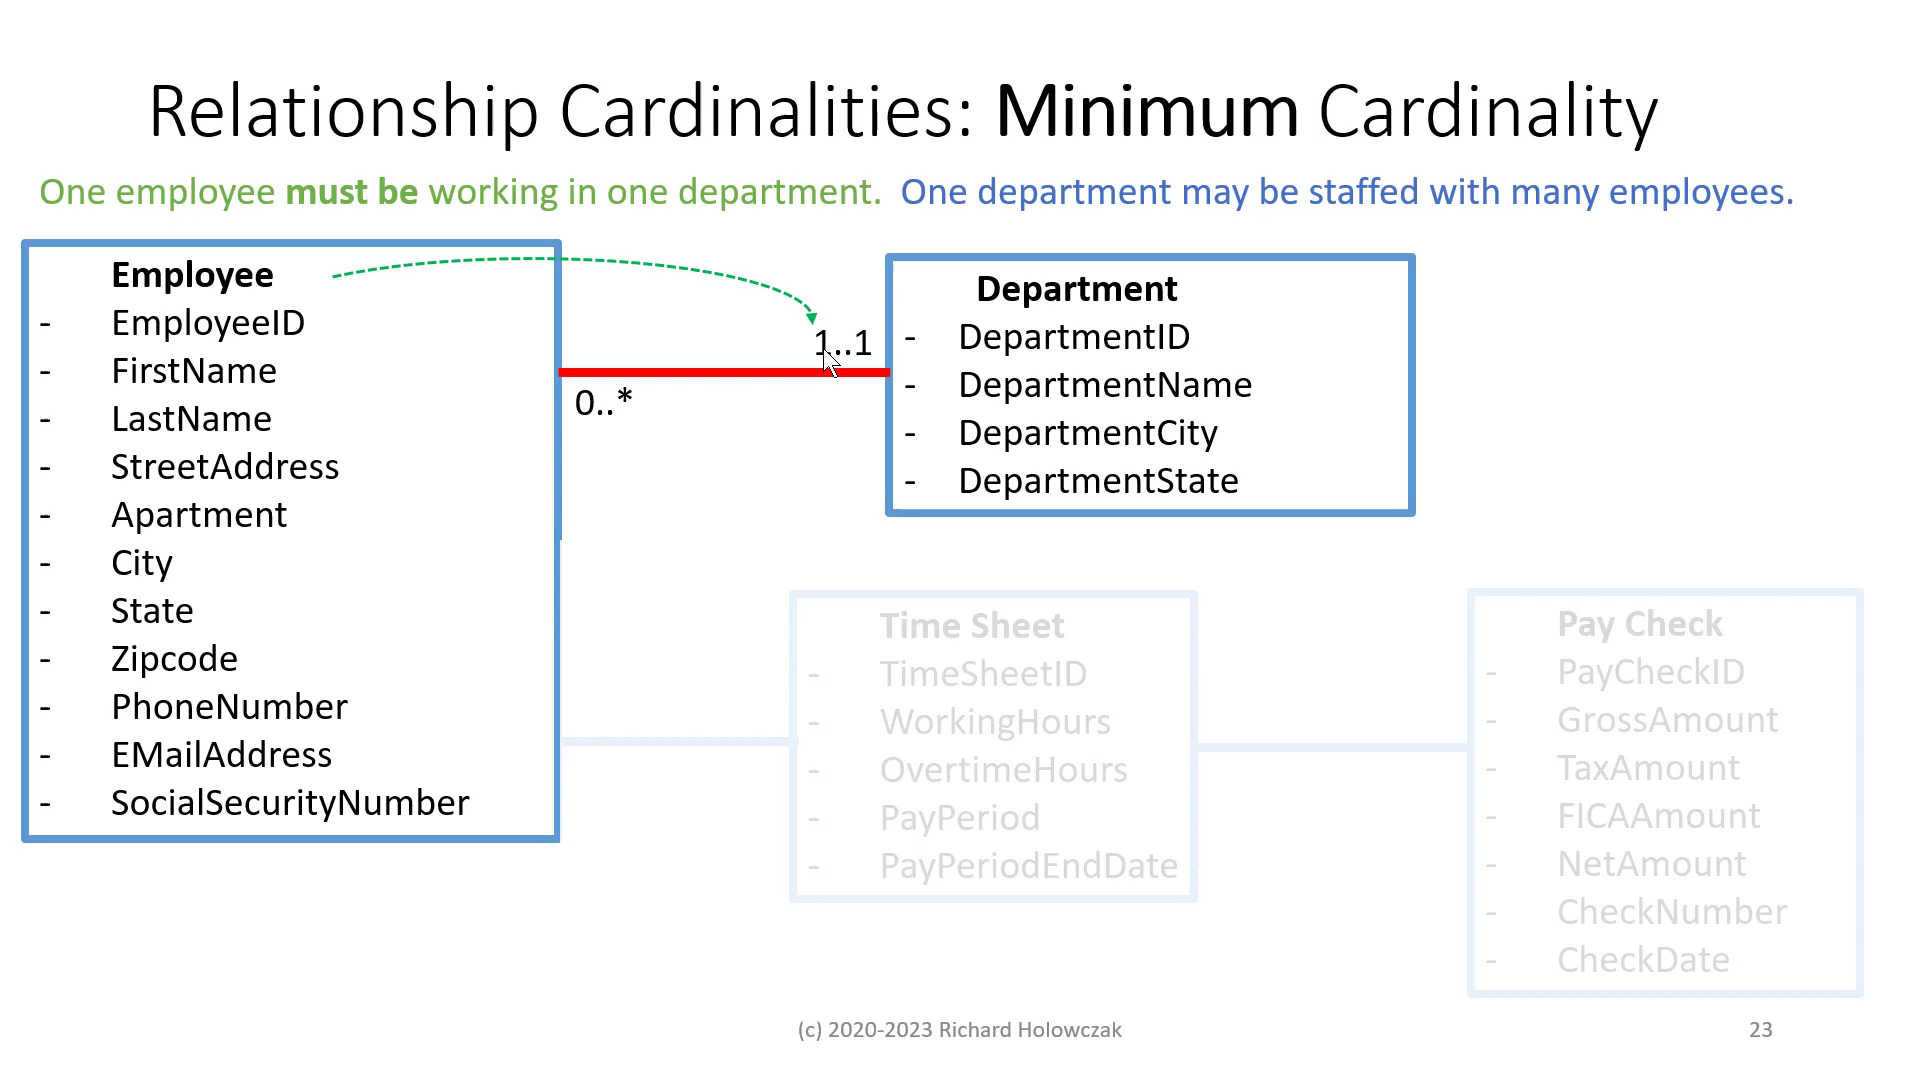 Relationship Cardinalities: Minimum Cardinality
One employee must be working in one department. One department may be staffed with many employees.
Employee
- EmployeeID
- FirstName
- LastName
- StreetAddress
- Apartment
- City
- State
- Zipcode
- PhoneNumber
- EMailAddress
- SocialSecurityNumber
1..1
0..*
Department
- DepartmentID
- DepartmentName
- DepartmentCity
- DepartmentState
Time Sheet
- TimeSheetID
- WorkingHours
- OvertimeHours
- PayPeriod
- PayPeriodEndDate
Pay Check
- PayCheckID
- GrossAmount
- TaxAmount
- FICAAmount
- NetAmount
- CheckNumber
- CheckDate
(c) 2020-2023 Richard Holowczak
23